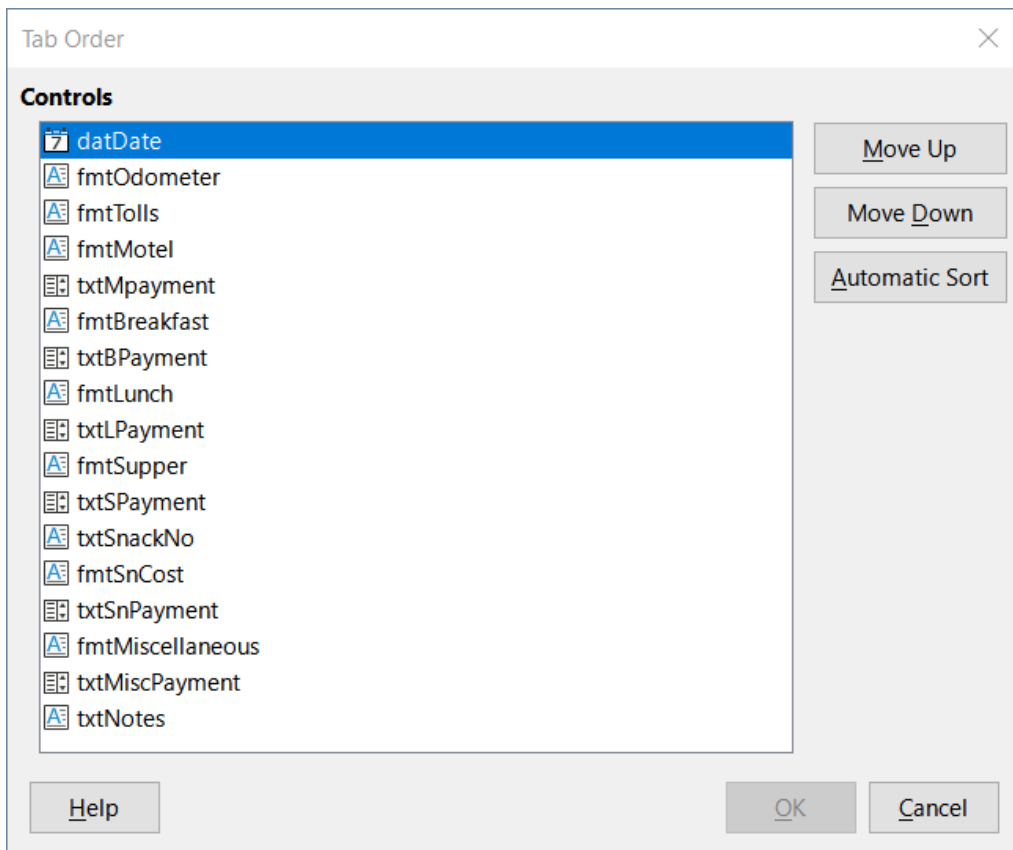 Tab Order
Controls
datDate
fmtOdometer
fmtTolls
fmtMotel
txtMpayment
fmtBreakfast
txtBPayment
fmtLunch
txtLPayment
fmtSupper
txtSPayment
txtSnackNo
fmtSnCost
txtSnPayment
fmtMiscellaneous
txtMiscPayment
txtNotes
Move Up
Move Down
Automatic Sort
Help
OK
Cancel